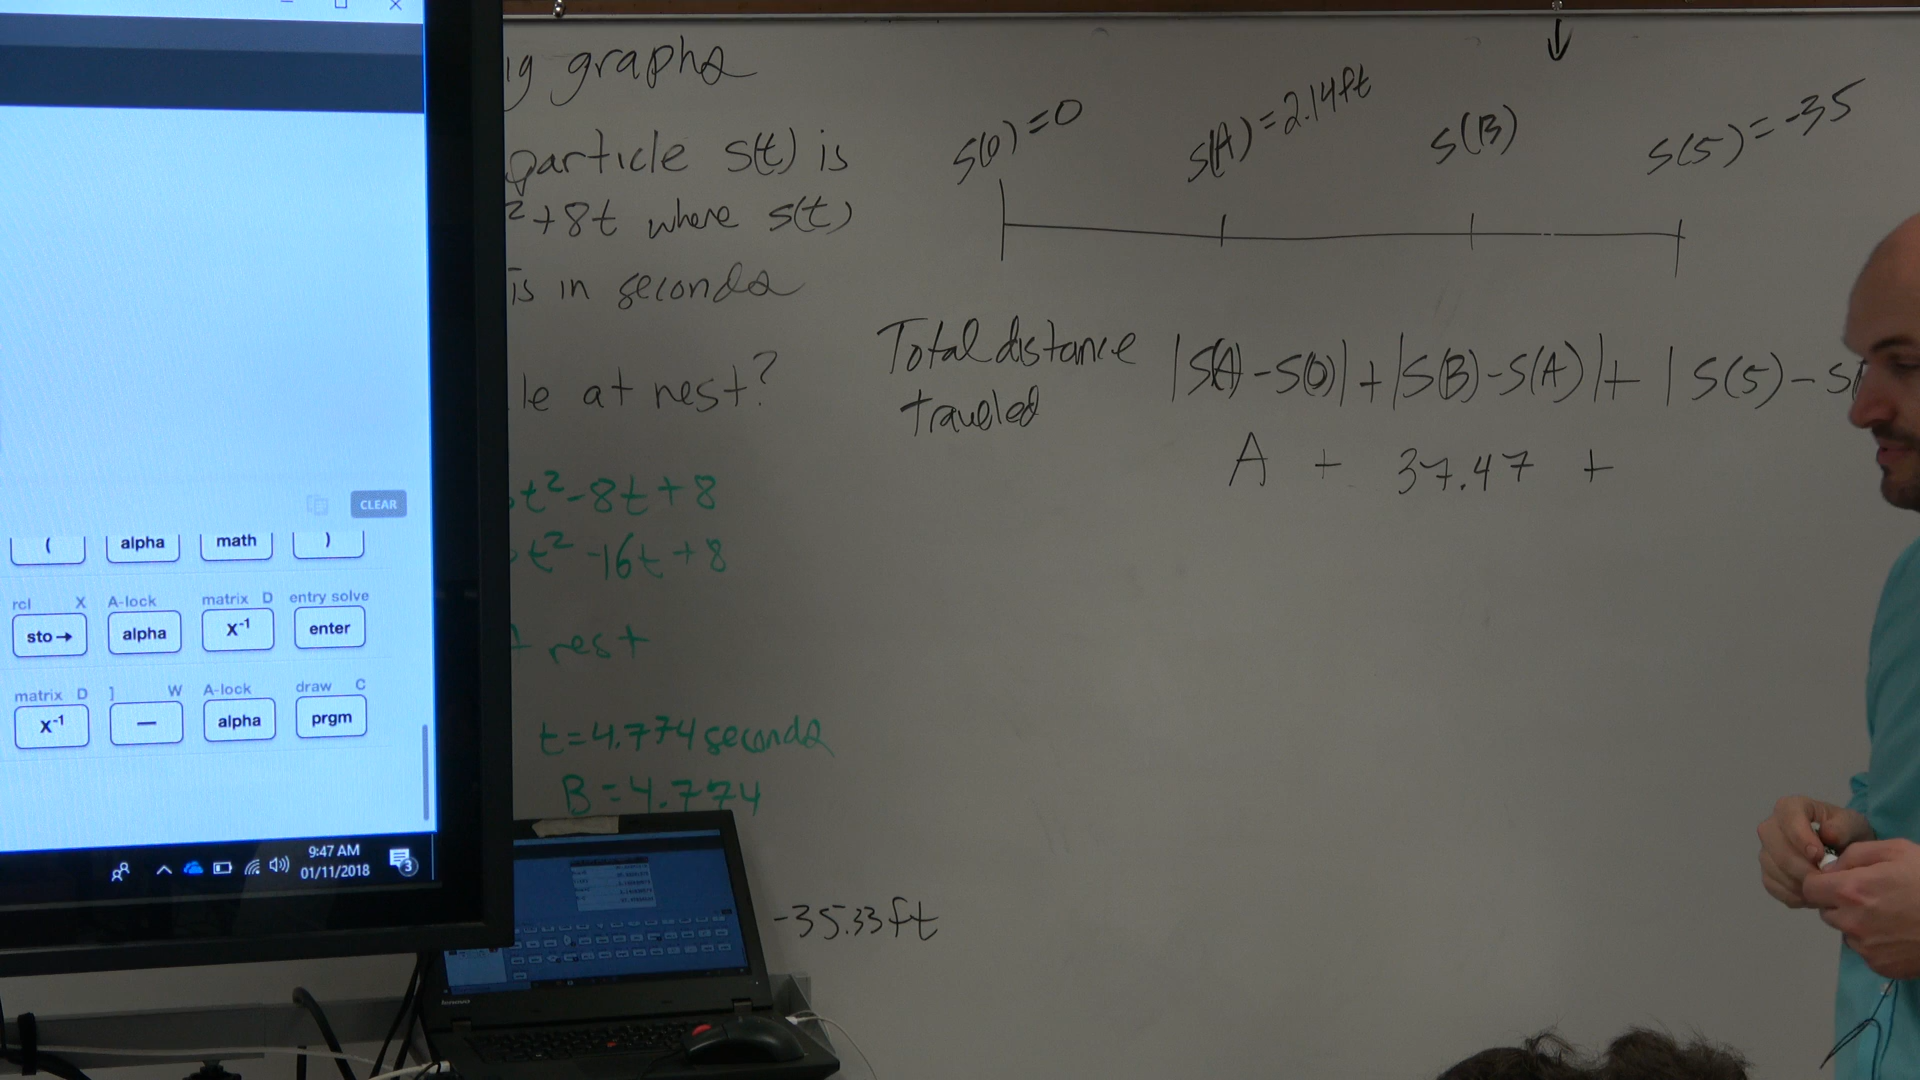 graphs
particle s(t) is
²+8t where s(t)
is in seconds
le at rest?
t²-8t+8
t²-16t+8
rest
t=4.774 seconds
B=4.774
-35.33ft
s(0)=0
s(A)=2.14ft
s(B)
s(5)=-35
Total distance
traveled
|S(A)-S(0)|+|S(B)-S(A)|+|S(5)-S(
A + 37.47 +
CLEAR
( alpha math )
rcl X A-lock matrix D entry solve
sto→ alpha X-1 enter
matrix D ] W A-lock draw C
X-1 — alpha prgm
9:47 AM
01/11/2018
3
lenovo